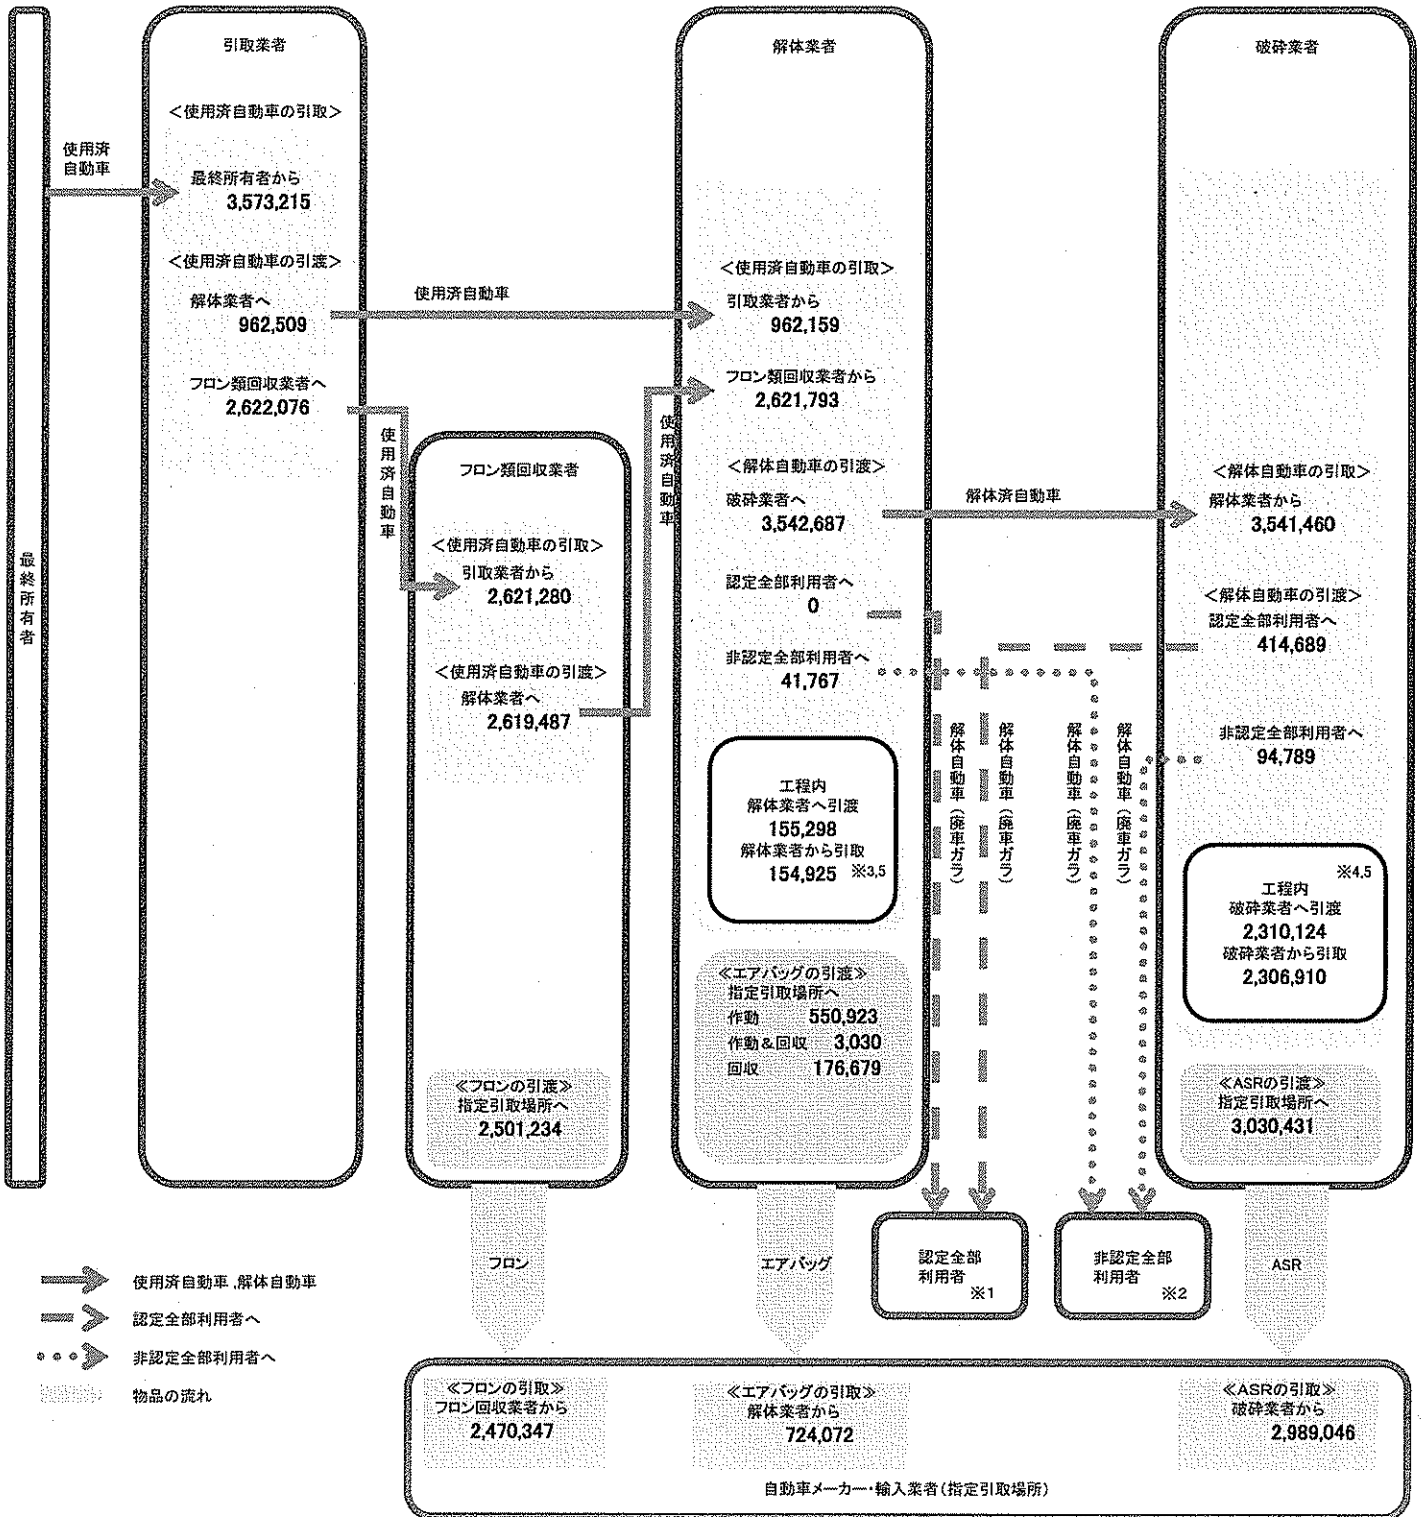 最終所有者
使用済
自動車
引取業者
<使用済自動車の引取>
最終所有者から
3,573,215
<使用済自動車の引渡>
解体業者へ
962,509
フロン類回収業者へ
2,622,076
使用済自動車
使用済自動車
フロン類回収業者
<使用済自動車の引取>
引取業者から
2,621,280
<使用済自動車の引渡>
解体業者へ
2,619,487
≪フロンの引渡≫
指定引取場所へ
2,501,234
使用済自動車
解体業者
<使用済自動車の引取>
引取業者から
962,159
フロン類回収業者から
2,621,793
<解体自動車の引渡>
破砕業者へ
3,542,687
認定全部利用者へ
0
非認定全部利用者へ
41,767
工程内
解体業者へ引渡
155,298
解体業者から引取
154,925 ※3,5
≪エアバッグの引渡≫
指定引取場所へ
作動 550,923
作動&回収 3,030
回収 176,679
解体済自動車
解体自動車(廃車ガラ)
解体自動車(廃車ガラ)
解体自動車(廃車ガラ)
解体自動車(廃車ガラ)
破砕業者
<解体自動車の引取>
解体業者から
3,541,460
<解体自動車の引渡>
認定全部利用者へ
414,689
非認定全部利用者へ
94,789
※4,5
工程内
破砕業者へ引渡
2,310,124
破砕業者から引取
2,306,910
≪ASRの引渡≫
指定引取場所へ
3,030,431
フロン
エアバッグ
認定全部
利用者
※1
非認定全部
利用者
※2
ASR
使用済自動車,解体自動車
認定全部利用者へ
非認定全部利用者へ
物品の流れ
≪フロンの引取≫
フロン回収業者から
2,470,347
≪エアバッグの引取≫
解体業者から
724,072
≪ASRの引取≫
破砕業者から
2,989,046
自動車メーカー・輸入業者(指定引取場所)